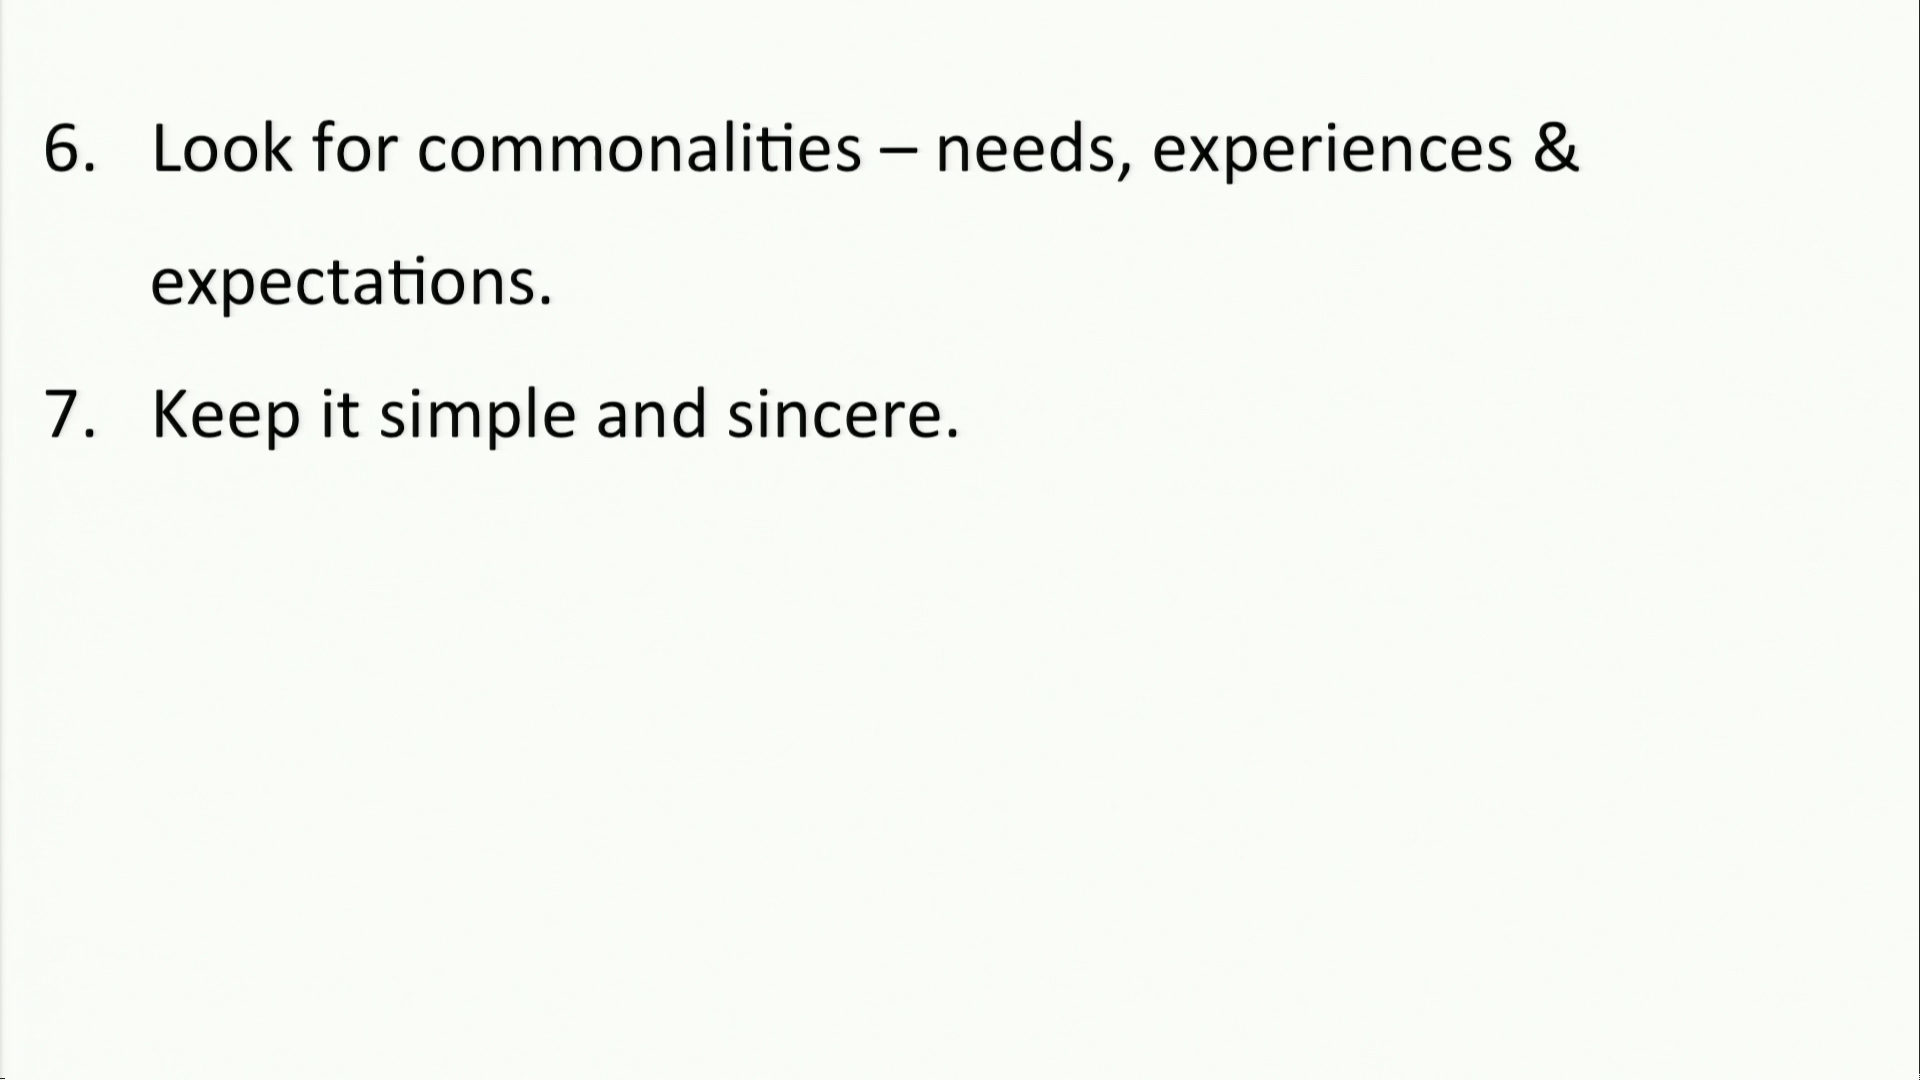 6. Look for commonalities – needs, experiences &
expectations.
7. Keep it simple and sincere.